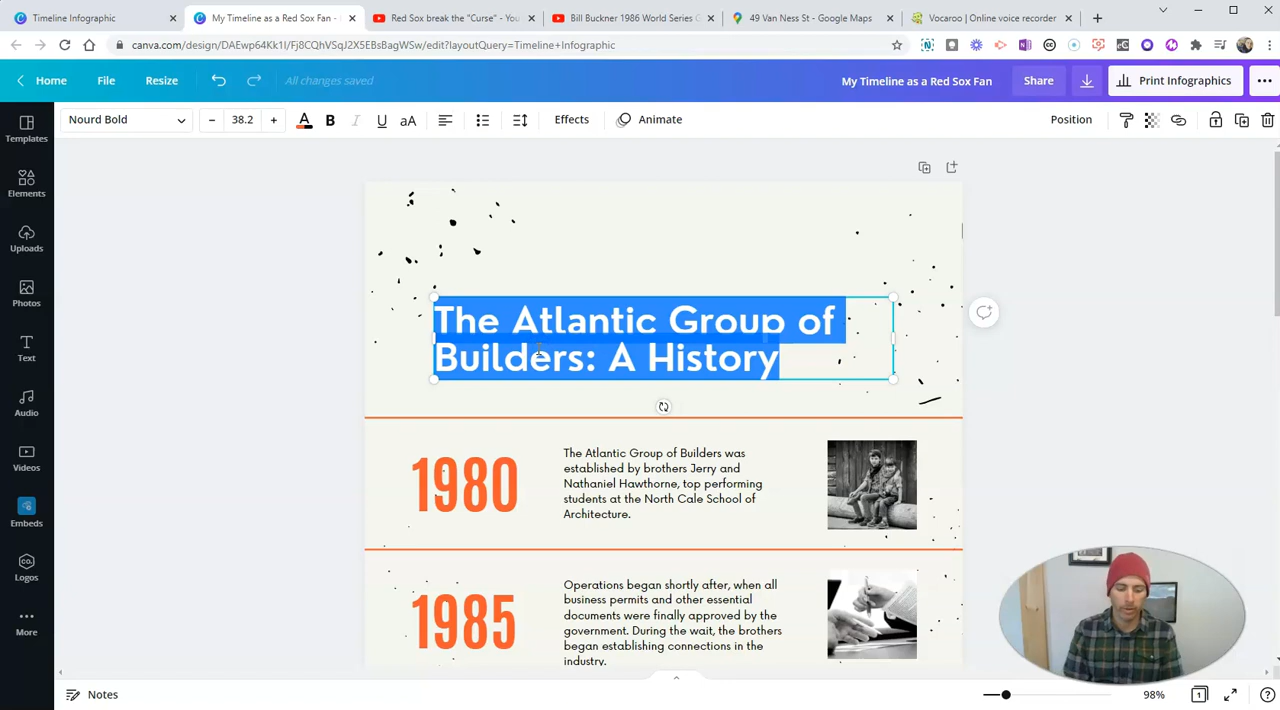 Timeline Infographic
My Timeline as a Red Sox Fan -
Red Sox break the "Curse" - You
Bill Buckner 1986 World Series G
49 Van Ness St - Google Maps
Vocaroo | Online voice recorder
canva.com/design/DAEwp64Kk1I/Fj8CQhVSqJ2X5EBsBagWSw/edit?layoutQuery=Timeline+Infographic
Home
File
Resize
All changes saved
My Timeline as a Red Sox Fan
Share
Print Infographics
Nourd Bold
38.2
A
B
I
U
aA
Effects
Animate
Position
Templates
Elements
Uploads
Photos
Text
Audio
Videos
Embeds
Logos
More
The Atlantic Group of
Builders: A History
1980
The Atlantic Group of Builders was
established by brothers Jerry and
Nathaniel Hawthorne, top performing
students at the North Cale School of
Architecture.
1985
Operations began shortly after, when all
business permits and other essential
documents were finally approved by the
government. During the wait, the brothers
began establishing connections in the
industry.
Notes
98%
1